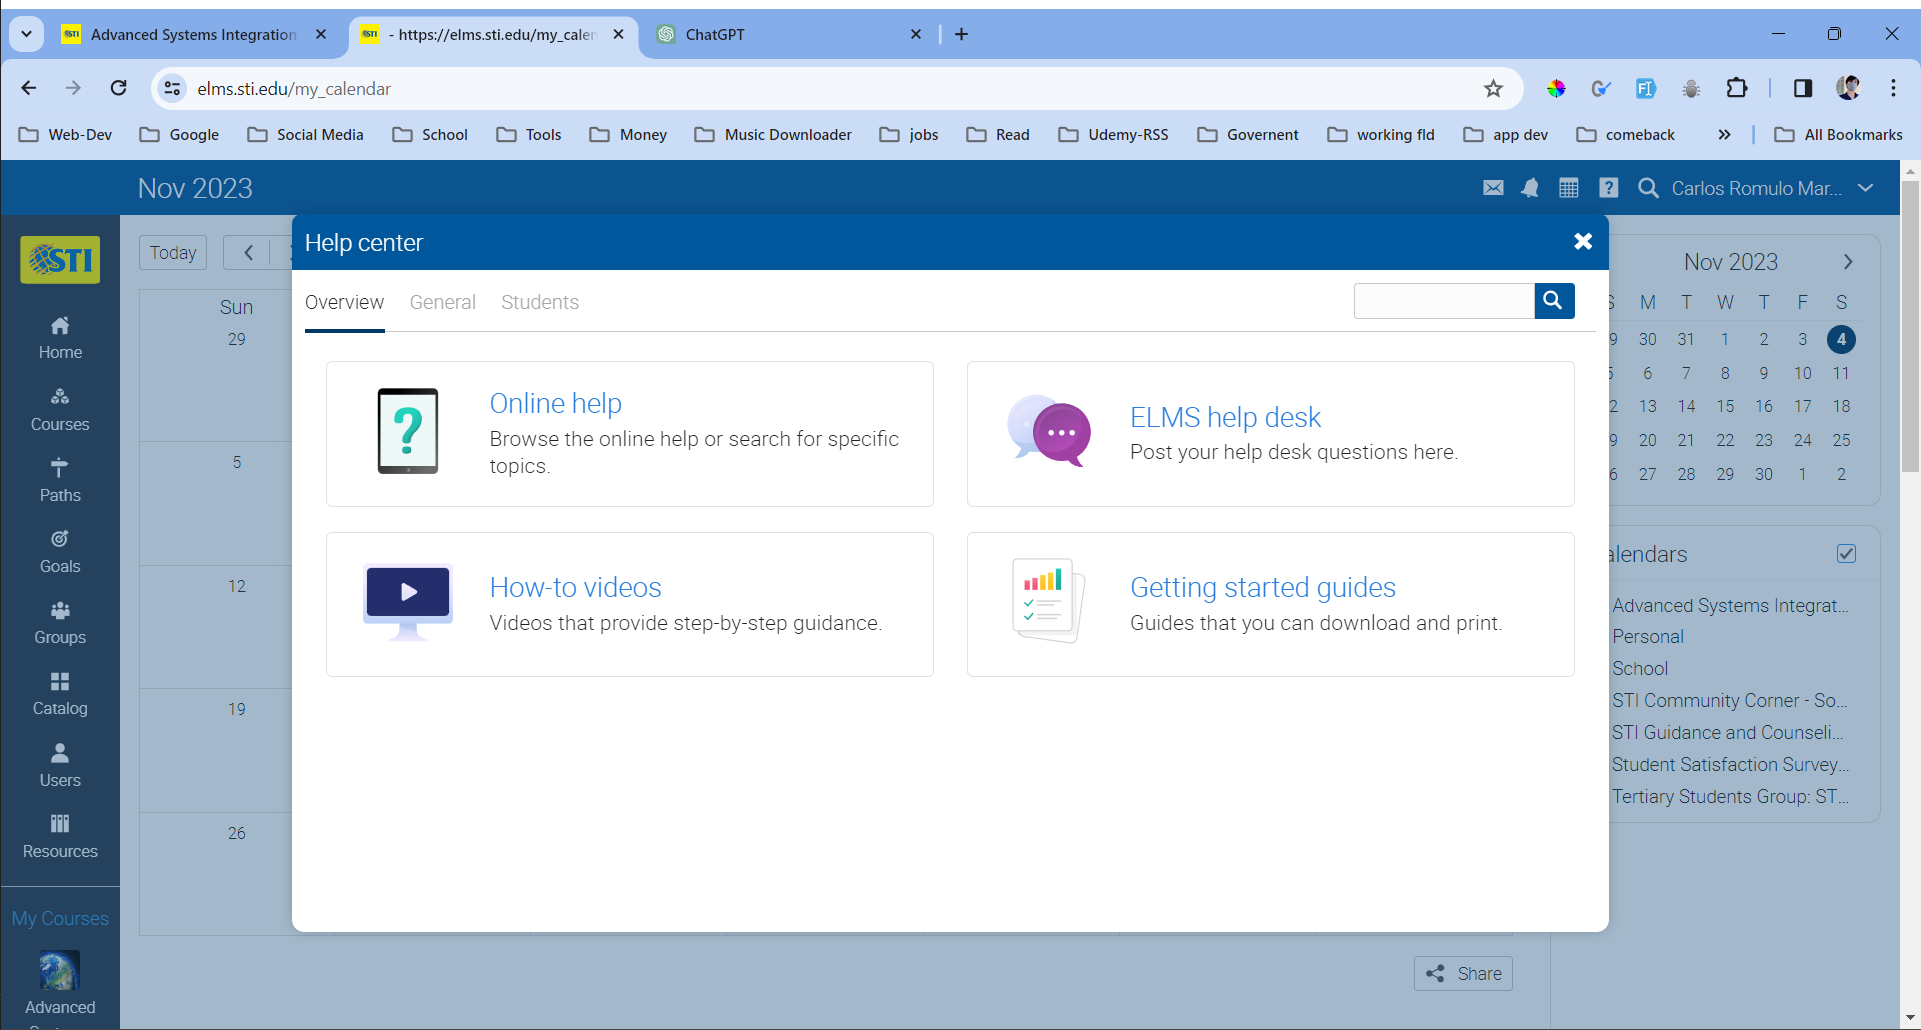 Advanced Systems Integration
- https://elms.sti.edu/my_calen
ChatGPT
elms.sti.edu/my_calendar
Web-Dev Google Social Media School Tools Money Music Downloader jobs Read Udemy-RSS Governent working fld app dev comeback » All Bookmarks
Nov 2023
Carlos Romulo Mar...
STI
Home
Courses
Paths
Goals
Groups
Catalog
Users
Resources
My Courses
Advanced
Today
Sun
29
5
12
19
26
Help center
Overview General Students
Online help
Browse the online help or search for specific
topics.
ELMS help desk
Post your help desk questions here.
How-to videos
Videos that provide step-by-step guidance.
Getting started guides
Guides that you can download and print.
Share
Nov 2023
S M T W T F S
9 30 31 1 2 3 4
5 6 7 8 9 10 11
2 13 14 15 16 17 18
9 20 21 22 23 24 25
6 27 28 29 30 1 2
alendars
Advanced Systems Integrat...
Personal
School
STI Community Corner - So...
STI Guidance and Counseli...
Student Satisfaction Survey...
Tertiary Students Group: ST...